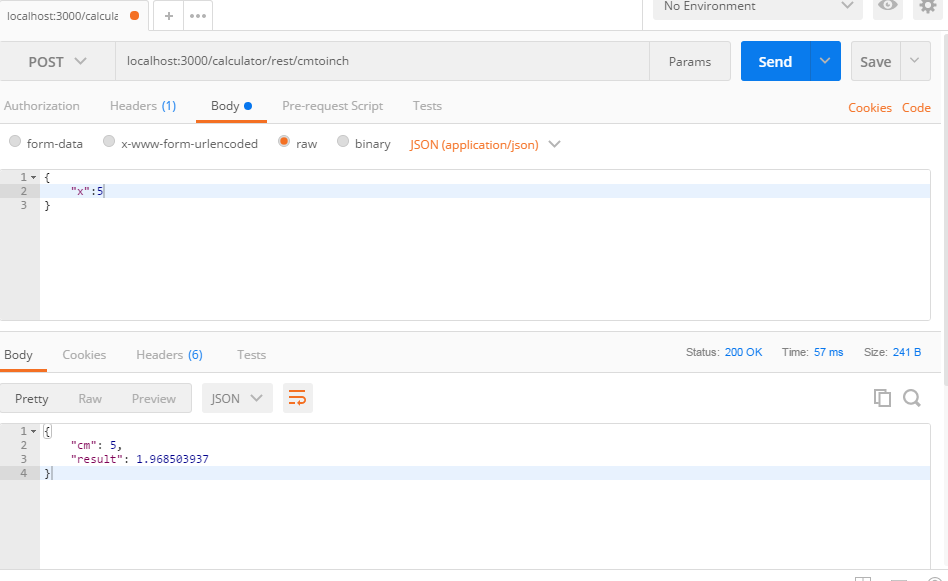 localhost:3000/calcula
+
No Environment
POST localhost:3000/calculator/rest/cmtoinch Params Send Save
Authorization Headers (1) Body Pre-request Script Tests Cookies Code
form-data x-www-form-urlencoded raw binary JSON (application/json)
1 {
2 "x":5
3 }
Body Cookies Headers (6) Tests Status: 200 OK Time: 57 ms Size: 241 B
Pretty Raw Preview JSON
1 {
2 "cm": 5,
3 "result": 1.968503937
4 }